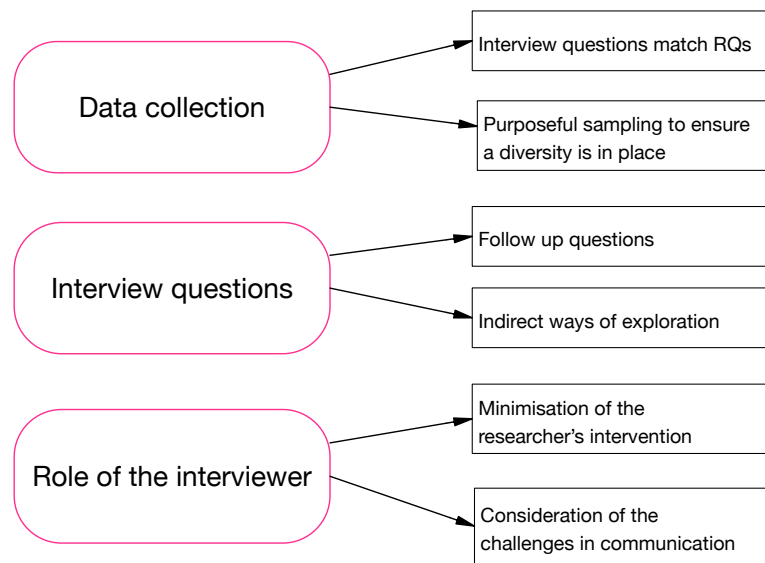 Data collection
Interview questions match RQs
Purposeful sampling to ensure
a diversity is in place
Interview questions
Follow up questions
Indirect ways of exploration
Role of the interviewer
Minimisation of the
researcher’s intervention
Consideration of the
challenges in communication